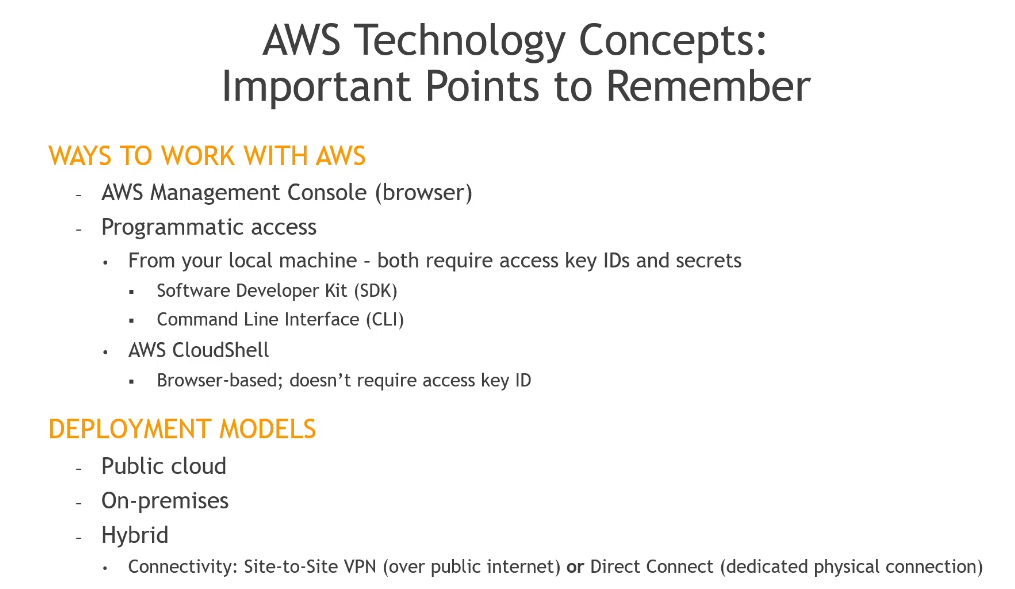 AWS Technology Concepts:
Important Points to Remember
WAYS TO WORK WITH AWS
- AWS Management Console (browser)
- Programmatic access
• From your local machine – both require access key IDs and secrets
▪ Software Developer Kit (SDK)
▪ Command Line Interface (CLI)
• AWS CloudShell
▪ Browser-based; doesn’t require access key ID
DEPLOYMENT MODELS
- Public cloud
- On-premises
- Hybrid
• Connectivity: Site-to-Site VPN (over public internet) or Direct Connect (dedicated physical connection)